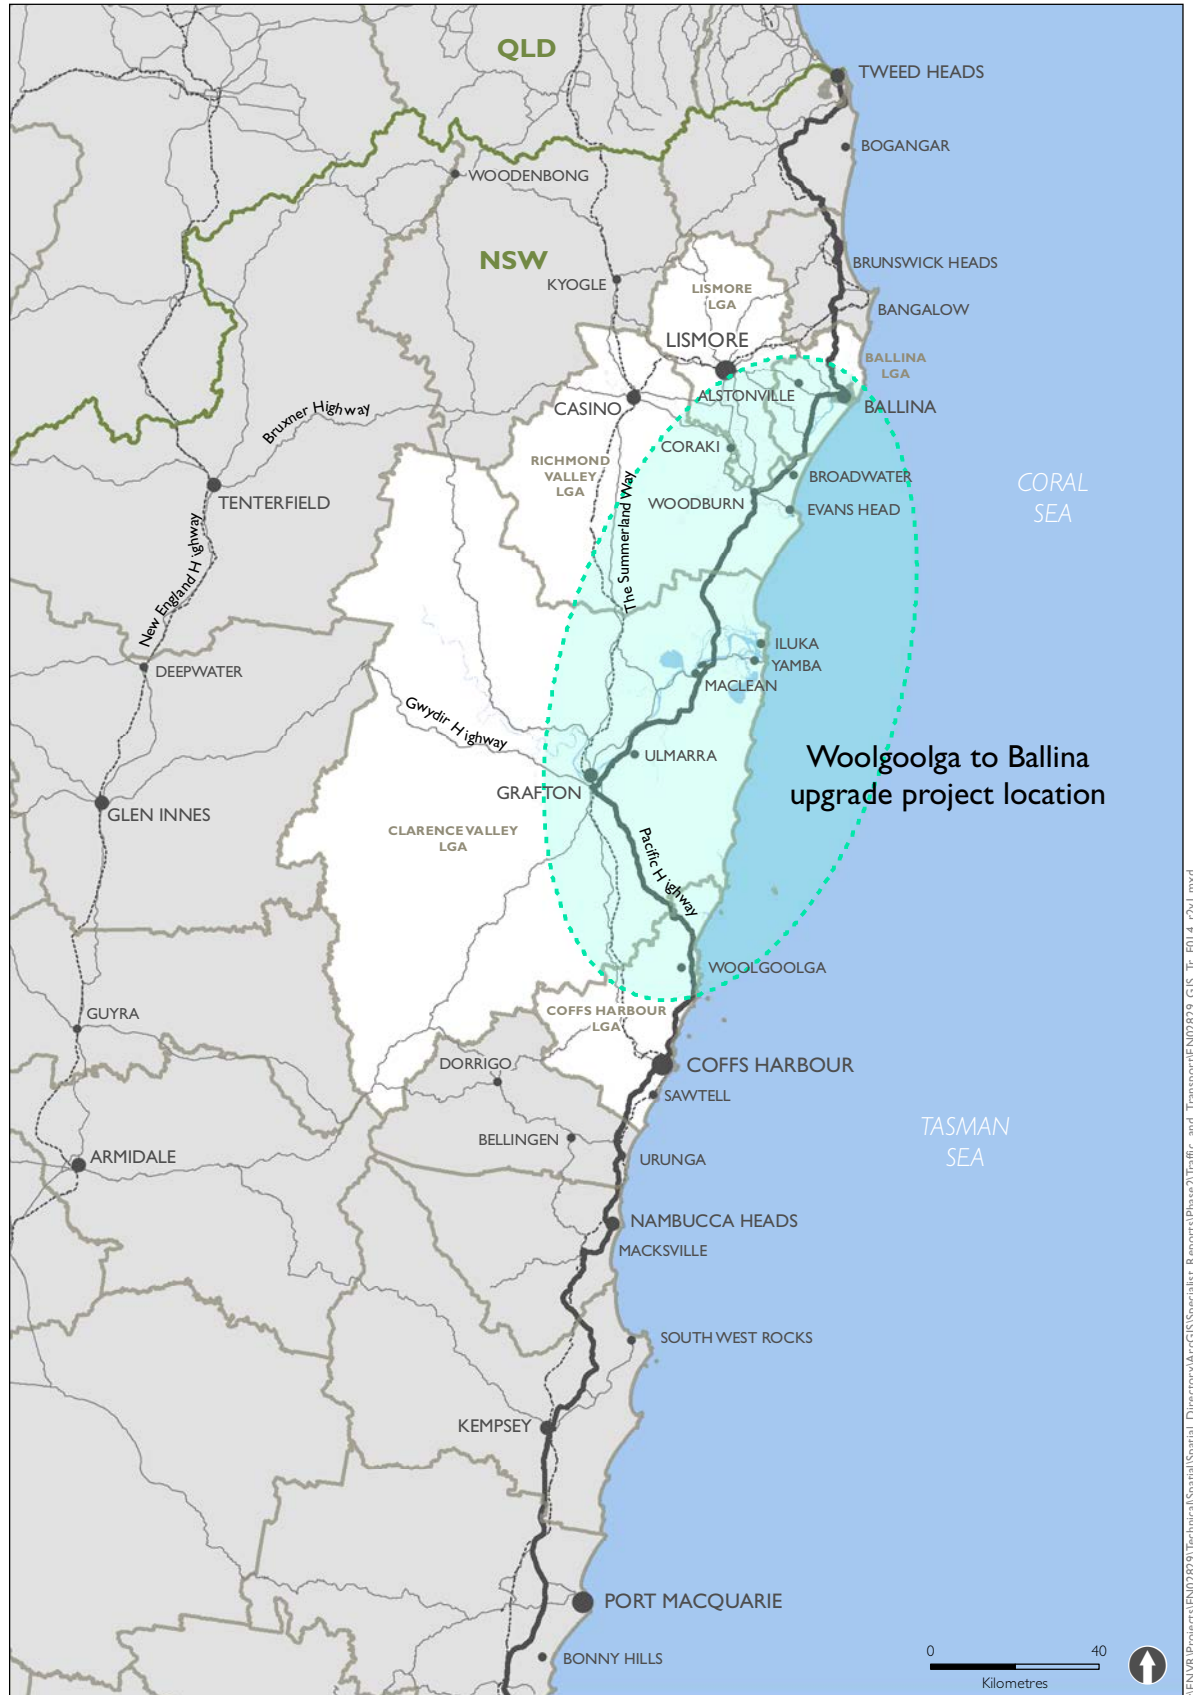 QLD
TWEED HEADS
BOGANGAR
WOODENBONG
NSW
BRUNSWICK HEADS
KYOGLE
LISMORE
LGA
BANGALOW
LISMORE
BALLINA
LGA
ALSTONVILLE
CASINO
BALLINA
Bruxner Highway
CORAKI
RICHMOND
VALLEY
LGA
BROADWATER
CORAL
SEA
TENTERFIELD
WOODBURN
EVANS HEAD
The Summerland Way
New England Highway
ILUKA
YAMBA
DEEPWATER
MACLEAN
Gwydir Highway
ULMARRA
Woolgoolga to Ballina
upgrade project location
GRAFTON
GLEN INNES
CLARENCE VALLEY
LGA
Pacific Highway
WOOLGOOLGA
GUYRA
COFFS HARBOUR
LGA
DORRIGO
COFFS HARBOUR
SAWTELL
TASMAN
SEA
BELLINGEN
ARMIDALE
URUNGA
NAMBUCCA HEADS
MACKSVILLE
SOUTH WEST ROCKS
KEMPSEY
PORT MACQUARIE
BONNY HILLS
0 40
Kilometres